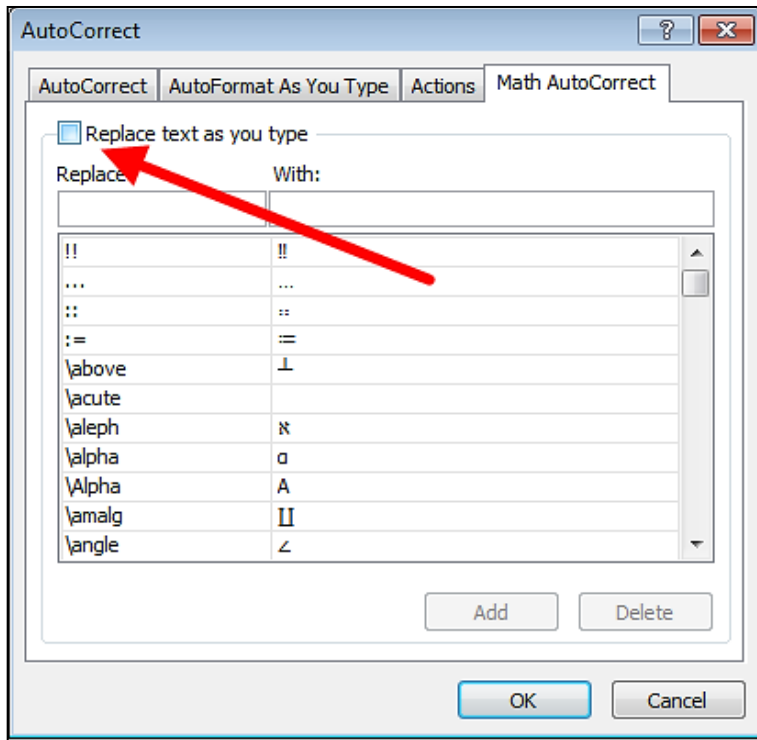 AutoCorrect
AutoCorrect AutoFormat As You Type Actions Math AutoCorrect
Replace text as you type
Replace With:
!! ‼
... …
:: ∷
:= ≔
\above ┴
\acute
\aleph ℵ
\alpha α
\Alpha Α
\amalg ∐
\angle ∠
Add Delete
OK Cancel